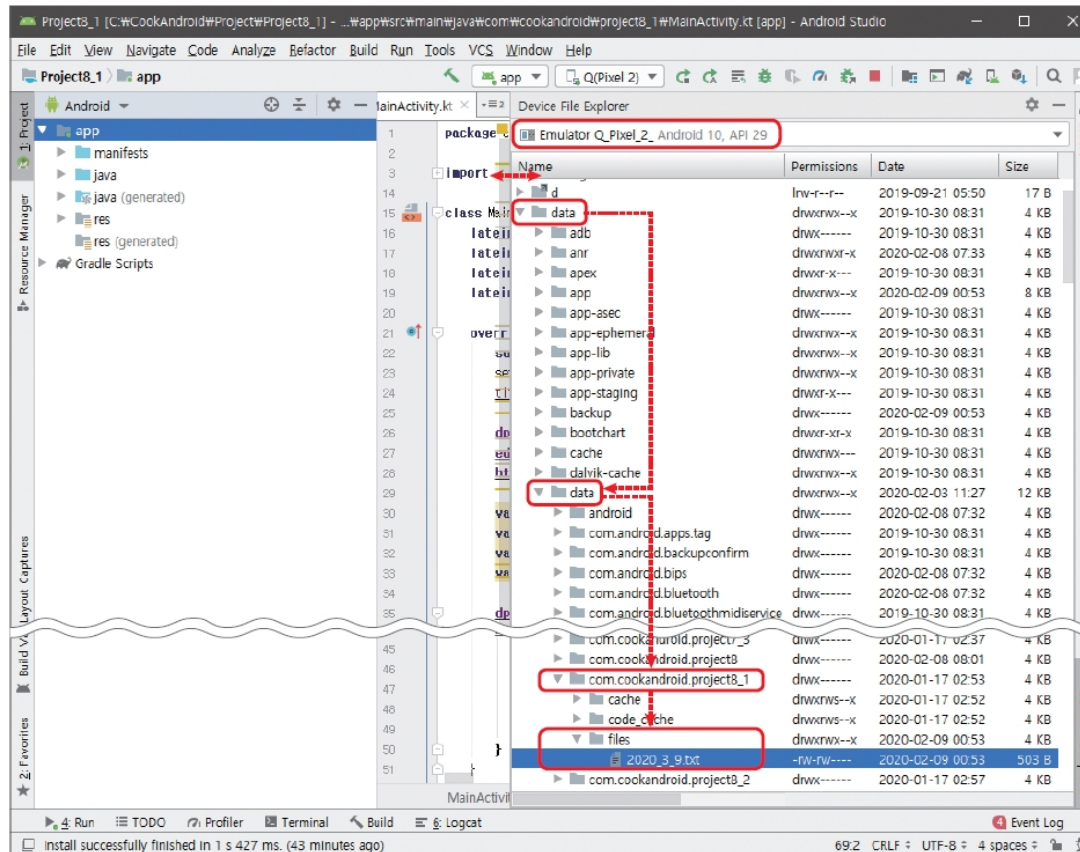 Project8_1 [C:₩CookAndroid₩Project₩Project8_1] - ...₩app₩src₩main₩java₩com₩cookandroid₩project8_1₩MainActivity.kt [app] - Android Studio
File Edit View Navigate Code Analyze Refactor Build Run Tools VCS Window Help
Project8_1 app
app
Q(Pixel 2)
1: Project
Resource Manager
Layout Captures
2: Favorites
Android
app
manifests
java
java (generated)
res
res (generated)
Gradle Scripts
MainActivity.kt
1 package
2
3 import
14
15 class
16
17
18
19
20
21
22
23
24
25
26
27
28
29
30
31
32
33
34
35
45
46
47
48
49
50 }
51 }
Device File Explorer
Emulator Q_Pixel_2_ Android 10, API 29
Name Permissions Date Size
d lrw-r--r-- 2019-09-21 05:50 17 B
data drwxrwx--x 2019-10-30 08:31 4 KB
adb drwx------ 2019-10-30 08:31 4 KB
anr drwxrwxr-x 2020-02-08 07:33 4 KB
apex drwxr-x--- 2019-10-30 08:31 4 KB
app drwxrwx--x 2020-02-09 00:53 8 KB
app-asec drwx------ 2019-10-30 08:31 4 KB
app-ephemeral drwxrwx--x 2019-10-30 08:31 4 KB
app-lib drwxrwx--x 2019-10-30 08:31 4 KB
app-private drwxrwx--x 2019-10-30 08:31 4 KB
app-staging drwxr-x--- 2019-10-30 08:31 4 KB
backup drwx------ 2020-02-09 00:53 4 KB
bootchart drwxr-xr-x 2019-10-30 08:31 4 KB
cache drwxrwx--- 2019-10-30 08:31 4 KB
dalvik-cache drwxrwx--x 2019-10-30 08:31 4 KB
data drwxrwx--x 2020-02-03 11:27 12 KB
android drwx------ 2020-02-08 07:32 4 KB
com.android.apps.tag drwx------ 2019-10-30 08:31 4 KB
com.android.backupconfirm drwx------ 2019-10-30 08:31 4 KB
com.android.bips drwx------ 2020-02-08 07:32 4 KB
com.android.bluetooth drwx------ 2020-02-08 07:32 4 KB
com.android.bluetoothmidiservice drwx------ 2019-10-30 08:31 4 KB
com.cookandroid.project7_3 drwx------ 2020-01-17 02:37 4 KB
com.cookandroid.project8 drwx------ 2020-02-08 08:01 4 KB
com.cookandroid.project8_1 drwx------ 2020-01-17 02:53 4 KB
cache drwxrws--x 2020-01-17 02:52 4 KB
code_cache drwxrws--x 2020-01-17 02:52 4 KB
files drwxrwx--x 2020-02-09 00:53 4 KB
2020_3_9.txt -rw-rw---- 2020-02-09 00:53 503 B
com.cookandroid.project8_2 drwx------ 2020-01-17 02:57 4 KB
4: Run TODO Profiler Terminal Build 6: Logcat 4 Event Log
Install successfully finished in 1 s 427 ms. (43 minutes ago) 69:2 CRLF UTF-8 4 spaces